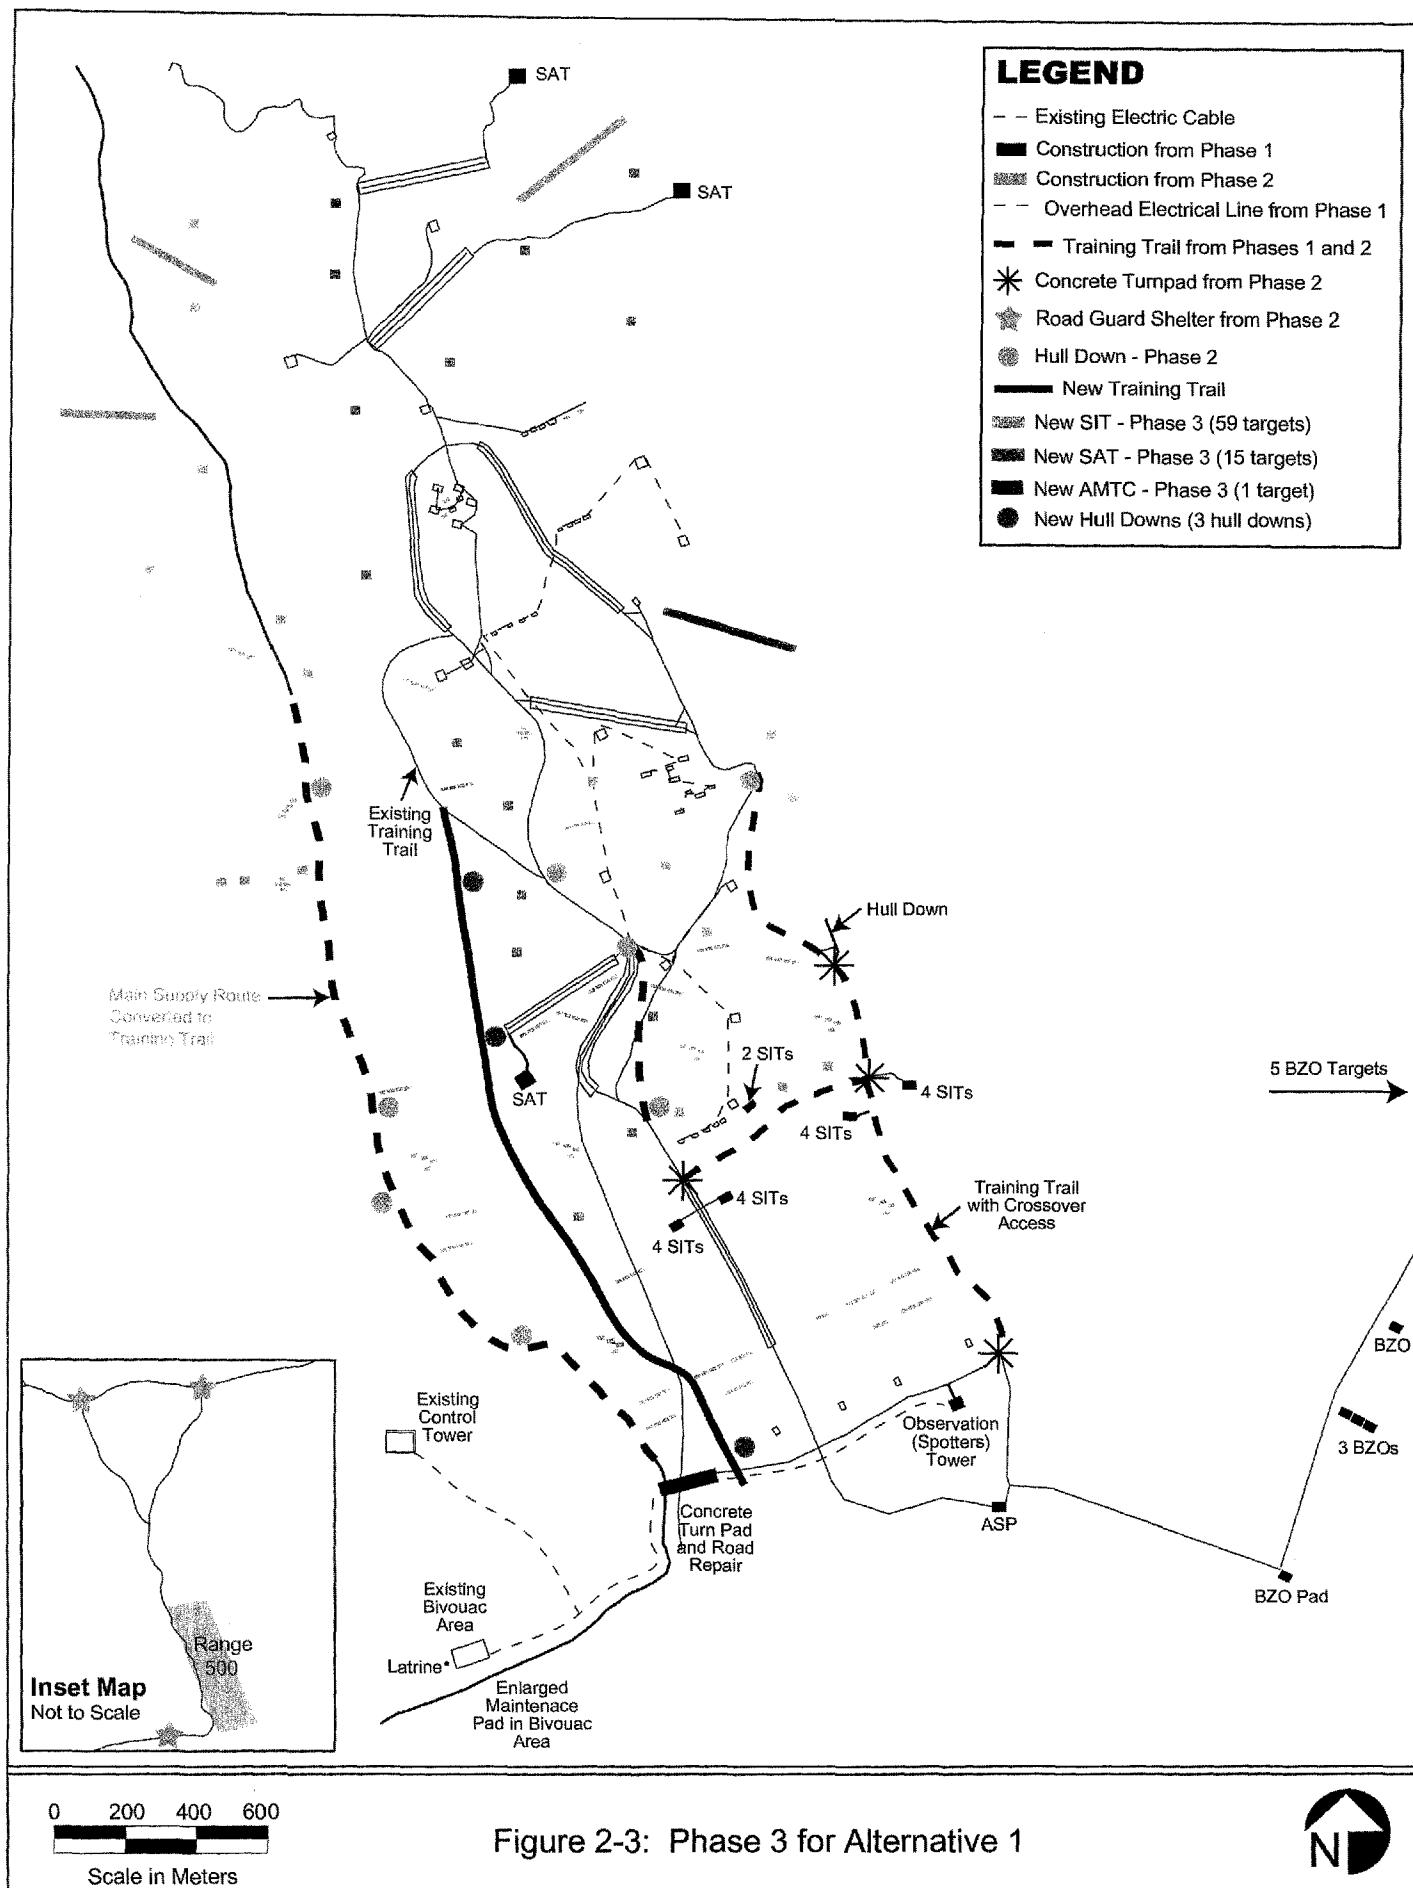 SAT
SAT
LEGEND
Existing Electric Cable
Construction from Phase 1
Construction from Phase 2
Overhead Electrical Line from Phase 1
Training Trail from Phases 1 and 2
Concrete Turnpad from Phase 2
Road Guard Shelter from Phase 2
Hull Down - Phase 2
New Training Trail
New SIT - Phase 3 (59 targets)
New SAT - Phase 3 (15 targets)
New AMTC - Phase 3 (1 target)
New Hull Downs (3 hull downs)
Existing
Training
Trail
Hull Down
Main Supply Route
Converted to
Training Trail
2 SITs
SAT
4 SITs
4 SITs
5 BZO Targets
4 SITs
4 SITs
Training Trail
with Crossover
Access
BZO
3 BZOs
Existing
Control
Tower
Observation
(Spotters)
Tower
ASP
Concrete
Turn Pad
and Road
Repair
BZO Pad
Existing
Bivouac
Area
Latrine
Enlarged
Maintenace
Pad in Bivouac
Area
Range
500
Inset Map
Not to Scale
0 200 400 600
Scale in Meters
Figure 2-3: Phase 3 for Alternative 1
N